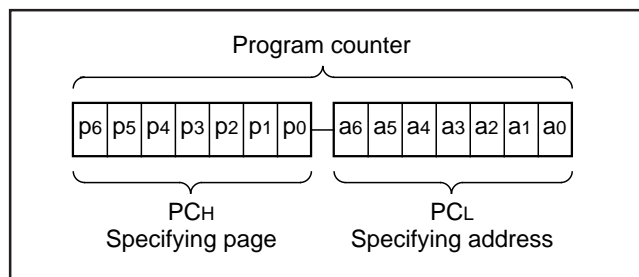 Program counter
p6 p5 p4 p3 p2 p1 p0 a6 a5 a4 a3 a2 a1 a0
PCH PCL
Specifying page Specifying address